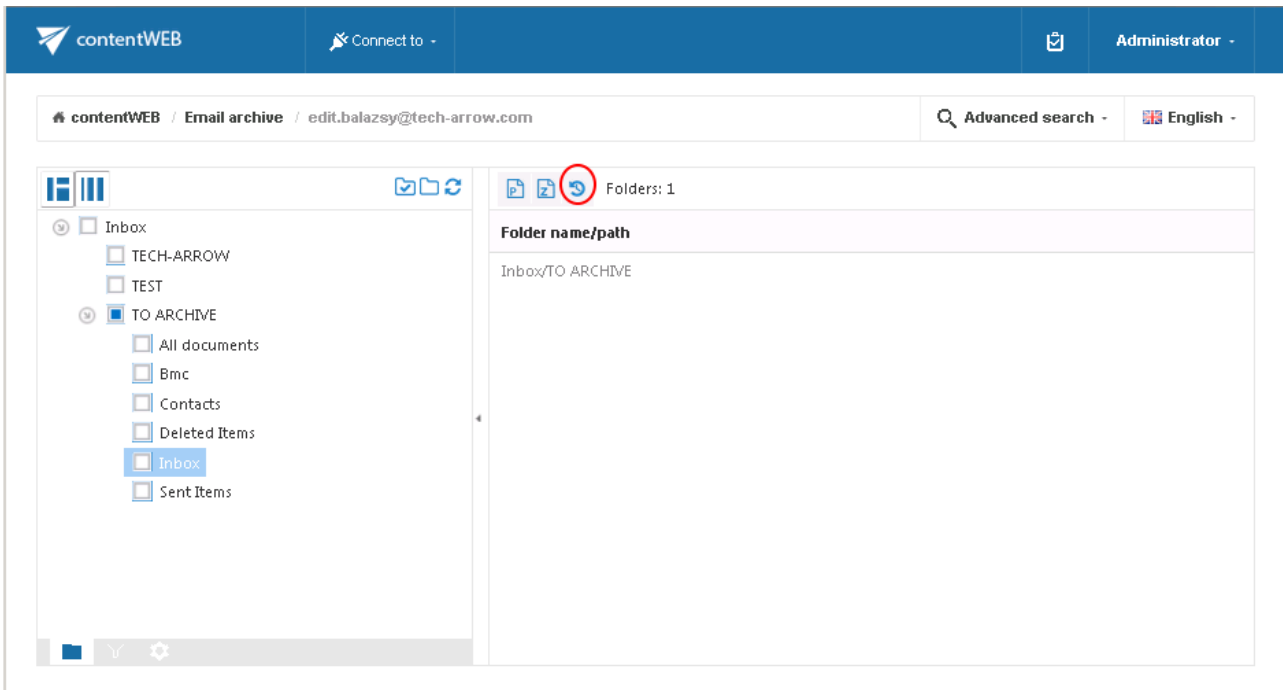 contentWEB
Connect to -
Administrator -
contentWEB / Email archive / edit.balazsy@tech-arrow.com
Advanced search -
English -
P Z Folders: 1
Inbox
TECH-ARROW
TEST
TO ARCHIVE
All documents
Bmc
Contacts
Deleted Items
Inbox
Sent Items
Folder name/path
Inbox/TO ARCHIVE